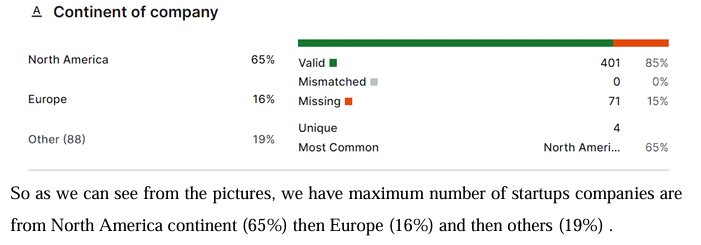 A Continent of company
North America 65%
Valid 401 85%
Mismatched 0 0%
Europe 16%
Missing 71 15%
Unique 4
Other (88) 19%
Most Common North Ameri... 65%
So as we can see from the pictures, we have maximum number of startups companies are
from North America continent (65%) then Europe (16%) and then others (19%) .